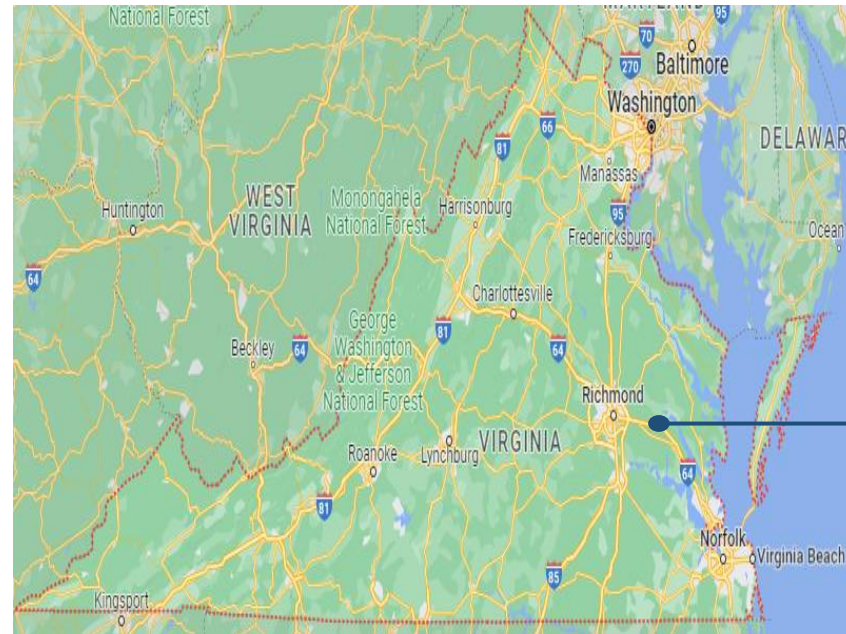 National Forest
MARYLAND
95
70
270
Baltimore
Washington
66
81
DELAWAR
Manassas
WEST
VIRGINIA
Monongahela
National Forest
Harrisonburg
Huntington
95
Fredericksburg
Ocean
64
Charlottesville
George
Washington
& Jefferson
National Forest
81
Beckley
64
64
Richmond
VIRGINIA
Roanoke
Lynchburg
64
81
Norfolk
Virginia Beach
85
Kingsport